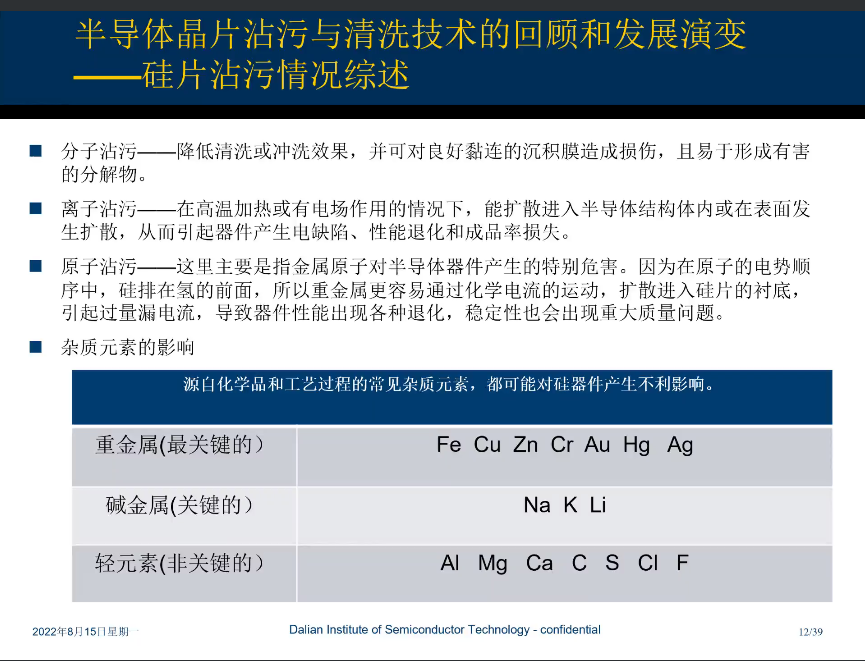 半导体晶片沾污与清洗技术的回顾和发展演变
——硅片沾污情况综述
分子沾污——降低清洗或冲洗效果，并可对良好黏连的沉积膜造成损伤，且易于形成有害
的分解物。
离子沾污——在高温加热或有电场作用的情况下，能扩散进入半导体结构体内或在表面发
生扩散，从而引起器件产生电缺陷、性能退化和成品率损失。
原子沾污——这里主要是指金属原子对半导体器件产生的特别危害。因为在原子的电势顺
序中，硅排在氢的前面，所以重金属更容易通过化学电流的运动，扩散进入硅片的衬底，
引起过量漏电流，导致器件性能出现各种退化，稳定性也会出现重大质量问题。
杂质元素的影响
源自化学品和工艺过程的常见杂质元素，都可能对硅器件产生不利影响。
重金属(最关键的） Fe Cu Zn Cr Au Hg Ag
碱金属(关键的） Na K Li
轻元素(非关键的） Al Mg Ca C S Cl F
2022年8月15日星期一 Dalian Institute of Semiconductor Technology - confidential 12/39